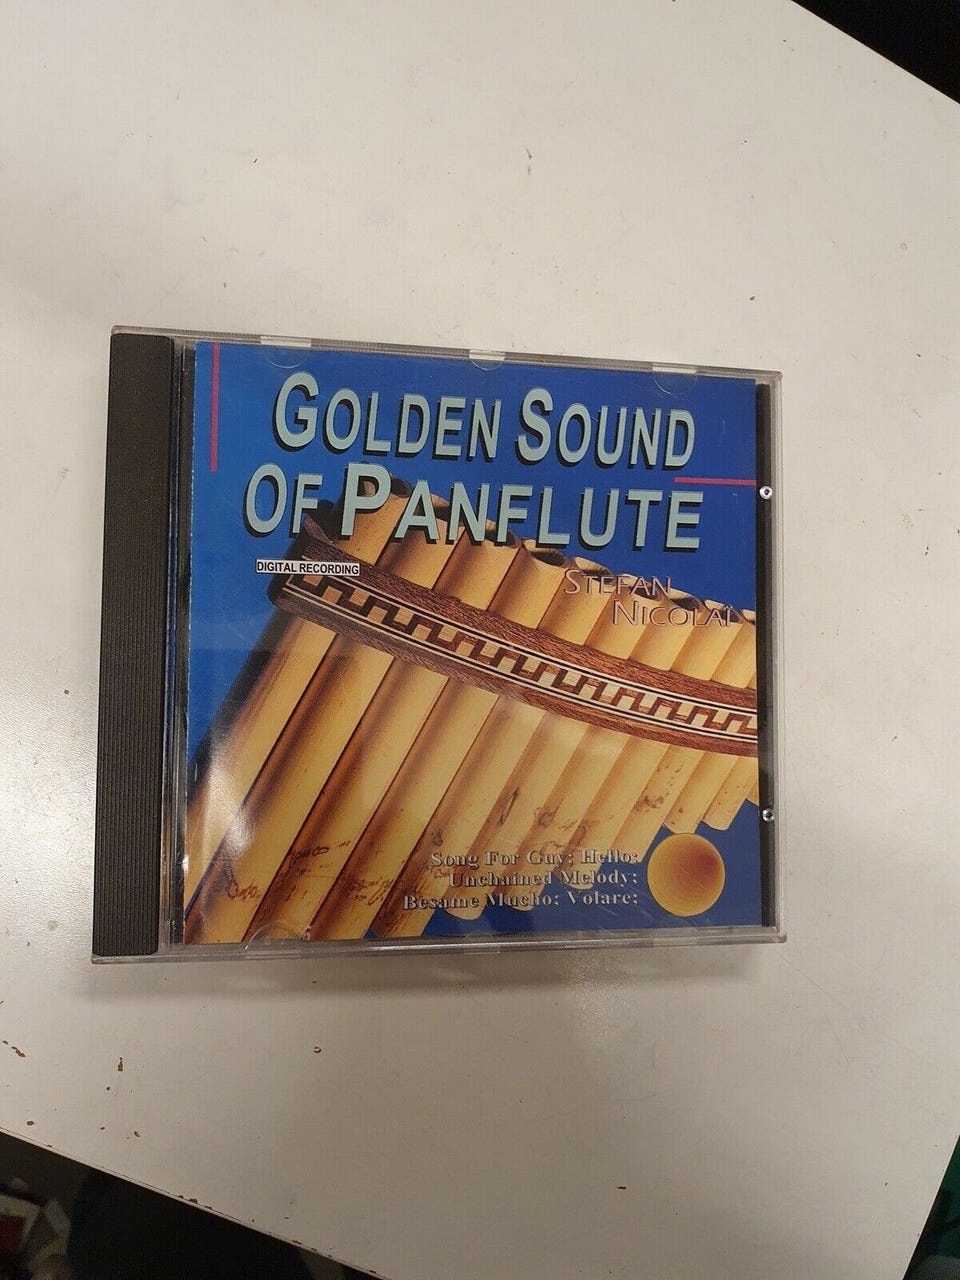 GOLDEN SOUND
OF PANFLUTE
DIGITAL RECORDING
STEFAN
NICOLAI
Song For Guy; Hello;
Unchained Melody;
Besame Mucho; Volare;